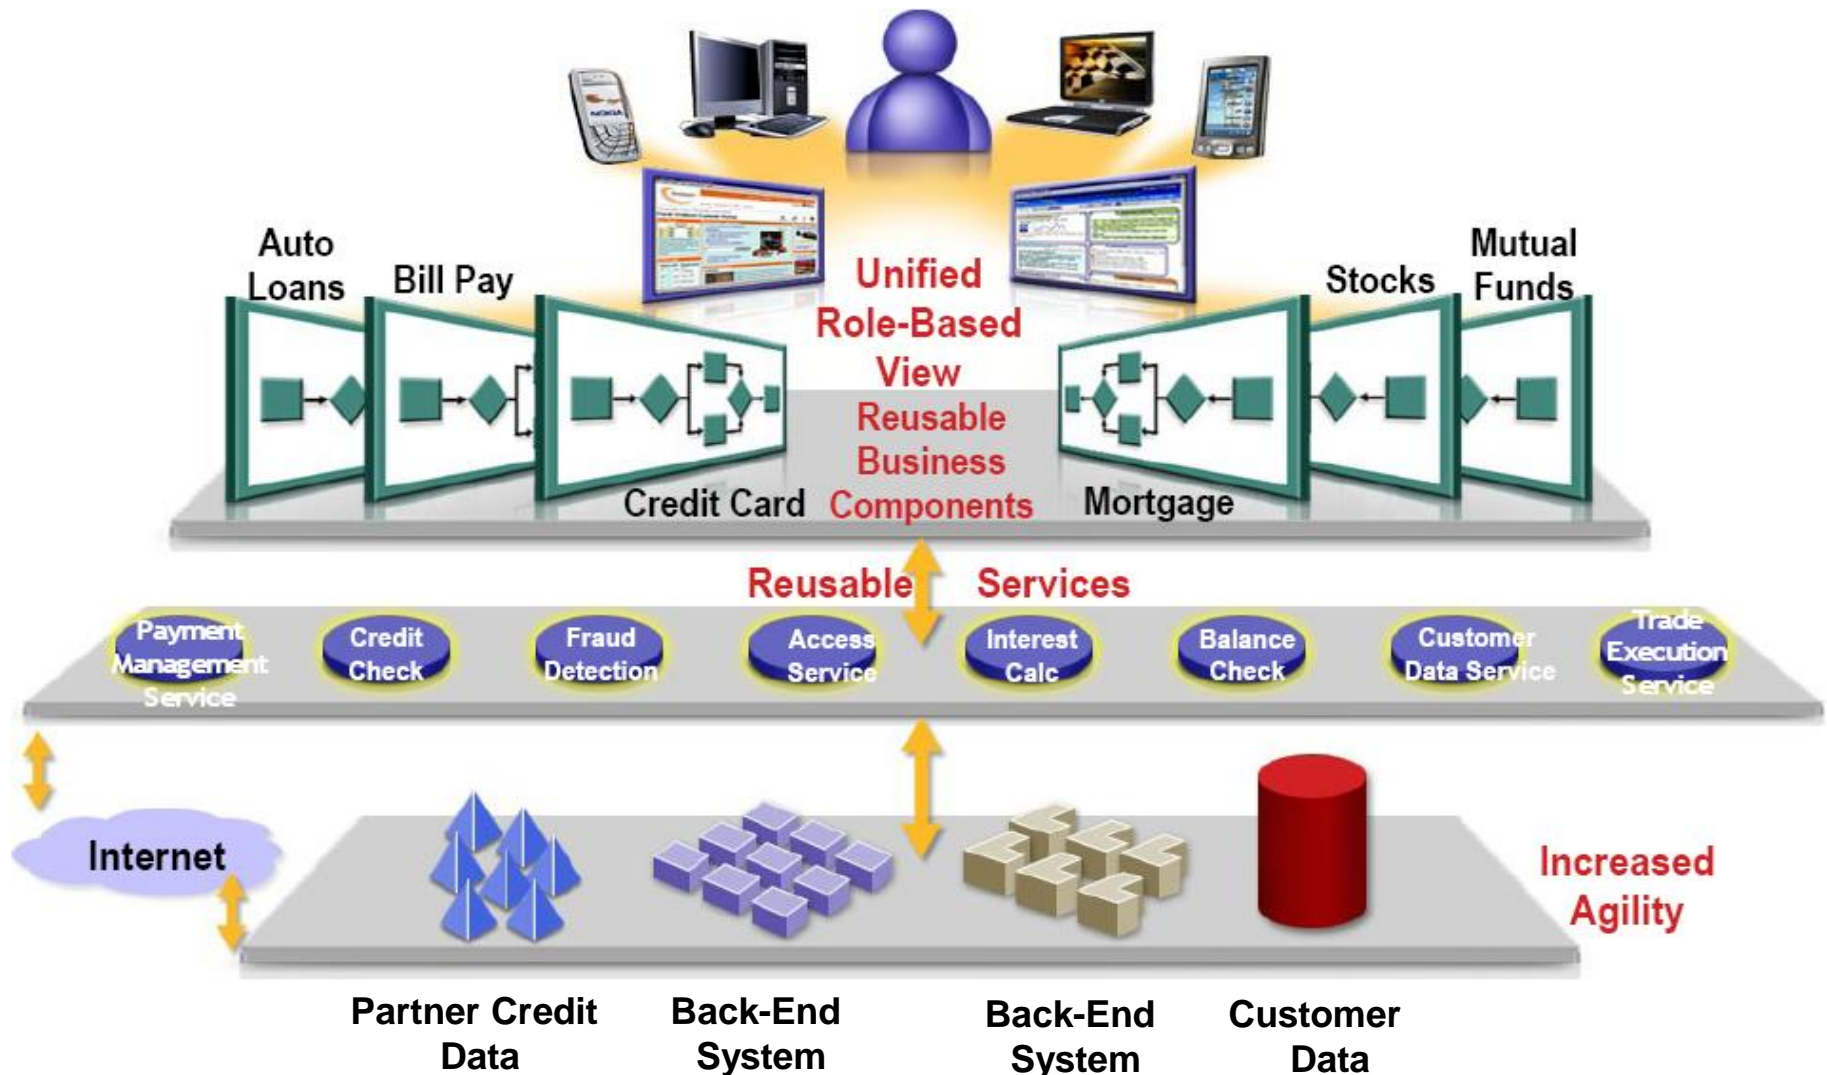 NOKIA
Auto
Loans
Bill Pay
Unified
Role-Based
View
Stocks
Mutual
Funds
Reusable
Business
Components
Credit Card
Mortgage
Reusable
Services
Payment
Management
Service
Credit
Check
Fraud
Detection
Access
Service
Interest
Calc
Balance
Check
Customer
Data Service
Trade
Execution
Service
Internet
Increased
Agility
Partner Credit
Data
Back-End
System
Back-End
System
Customer
Data